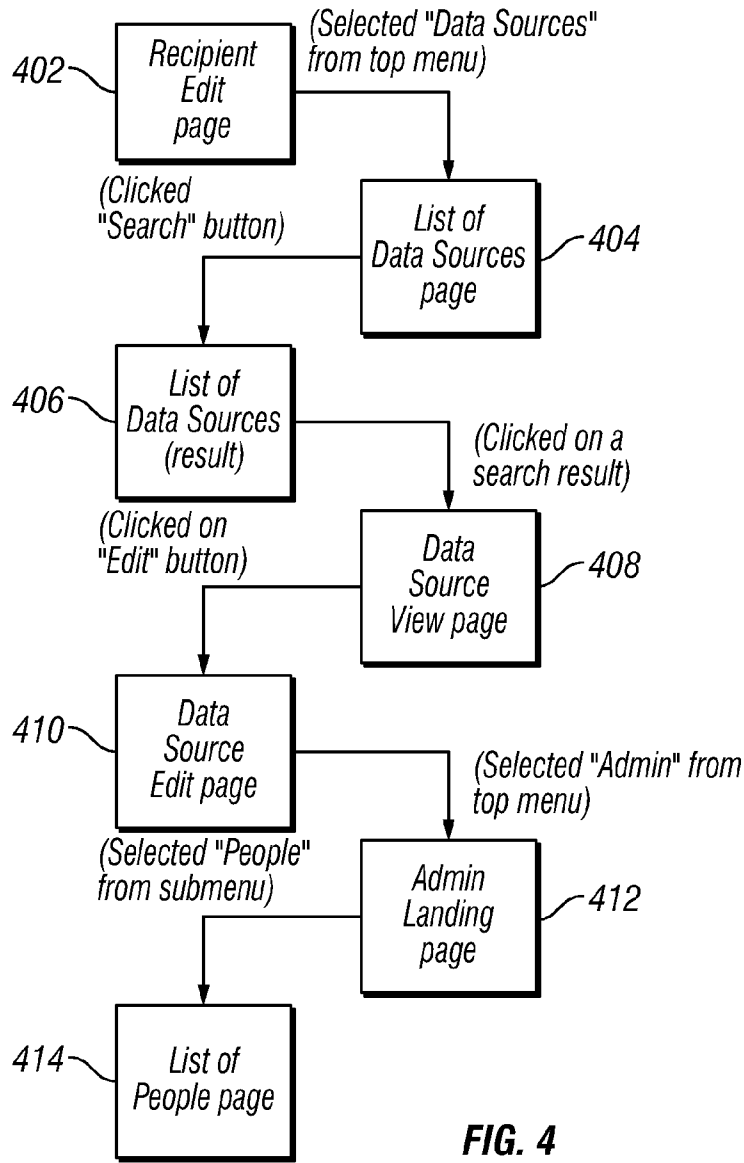 (Selected "Data Sources"
from top menu)
402
Recipient
Edit
page
(Clicked
"Search" button)
List of
Data Sources
page
404
406
List of
Data Sources
(result)
(Clicked on a
search result)
(Clicked on
"Edit" button)
Data
Source
View page
408
410
Data
Source
Edit page
(Selected "Admin" from
top menu)
(Selected "People"
from submenu)
Admin
Landing
page
412
414
List of
People page
FIG. 4